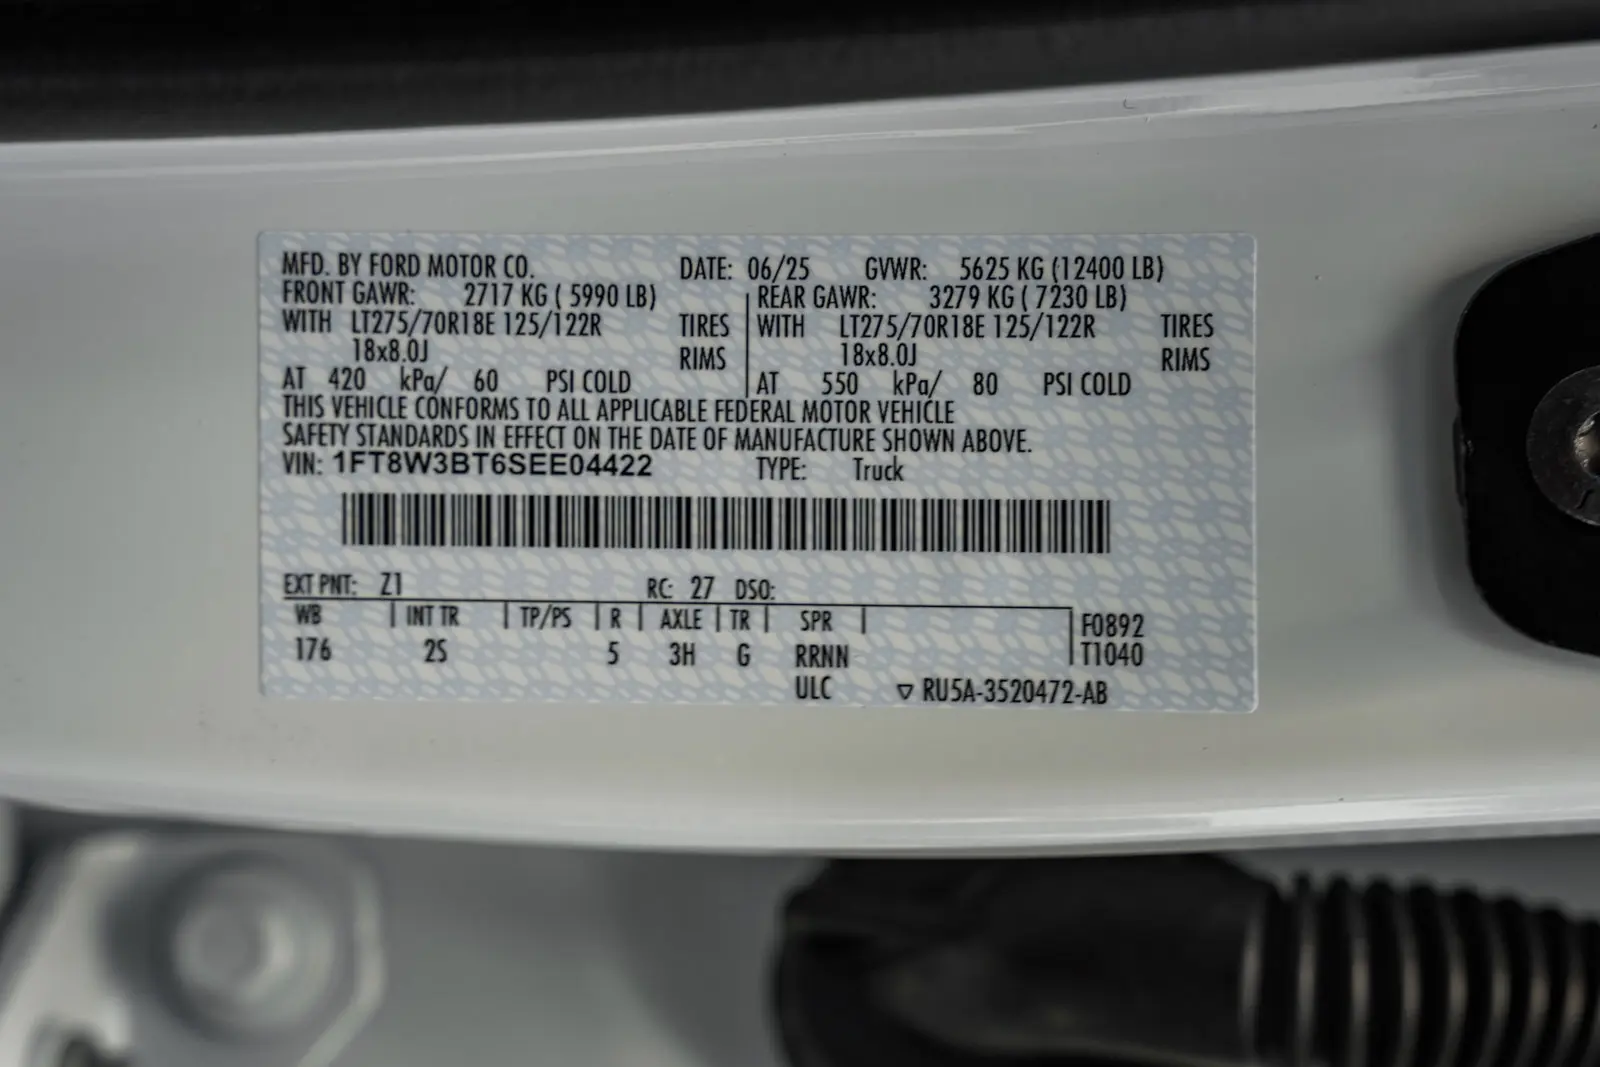 MFD. BY FORD MOTOR CO. DATE: 06/25 GVWR: 5625 KG (12400 LB)
FRONT GAWR: 2717 KG ( 5990 LB) REAR GAWR: 3279 KG ( 7230 LB)
WITH LT275/70R18E 125/122R TIRES WITH LT275/70R18E 125/122R TIRES
18x8.0J RIMS 18x8.0J RIMS
AT 420 kPa/ 60 PSI COLD AT 550 kPa/ 80 PSI COLD
THIS VEHICLE CONFORMS TO ALL APPLICABLE FEDERAL MOTOR VEHICLE
SAFETY STANDARDS IN EFFECT ON THE DATE OF MANUFACTURE SHOWN ABOVE.
VIN: 1FT8W3BT6SEE04422 TYPE: Truck
EXT PNT: Z1 RC: 27 DSO:
WB INT TR TP/PS R AXLE TR SPR F0892
176 2S 5 3H G RRNN T1040
ULC ▽ RU5A-3520472-AB